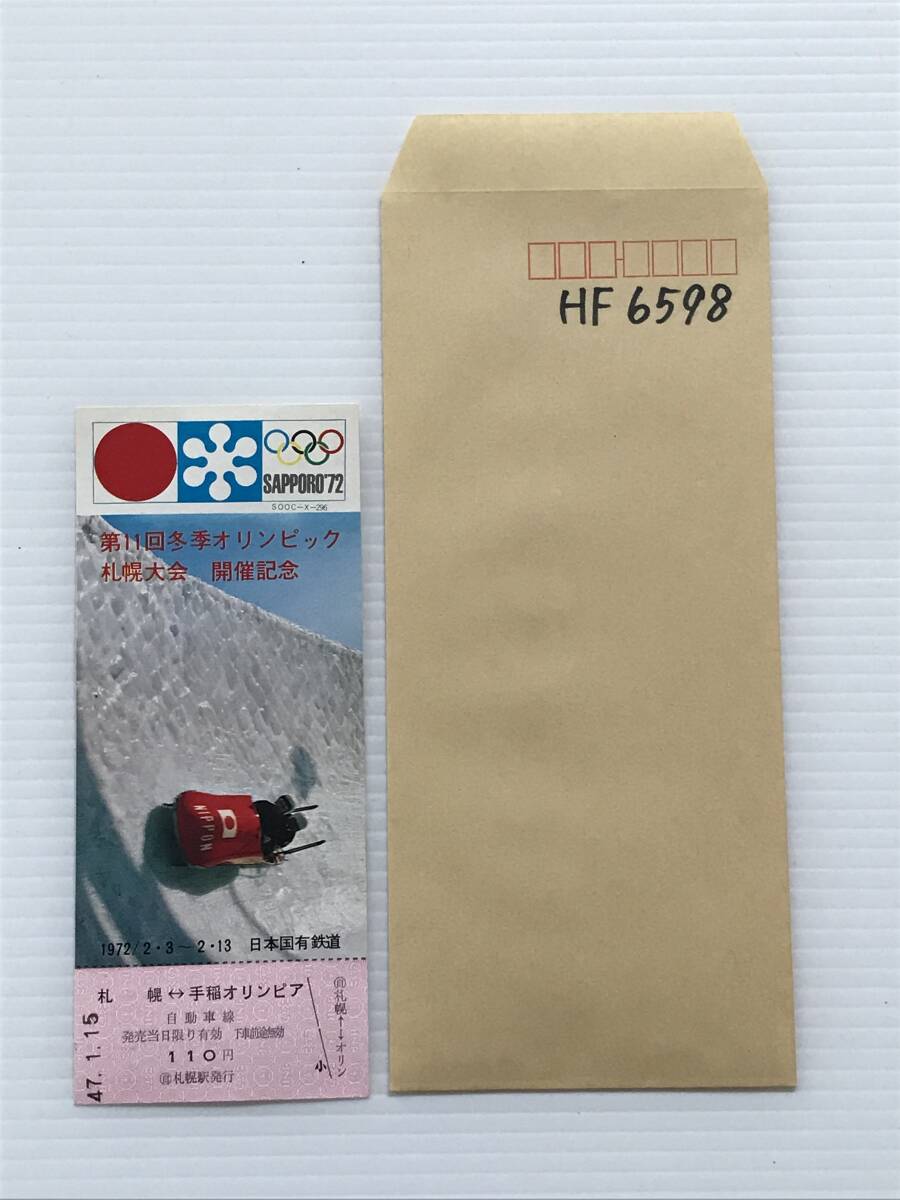 SAPPORO'72
SOOC-X-296
第11回冬季オリンピック
札幌大会 開催記念
NIPPON
1972/2・3〜2・13 日本国有鉄道
札 幌↔手稲オリンピア
自動車線
発売当日限り有効 下車前途無効
110円
㊂札幌駅発行
47.1.15
㊂札幌↔オリン
小
HF 6598